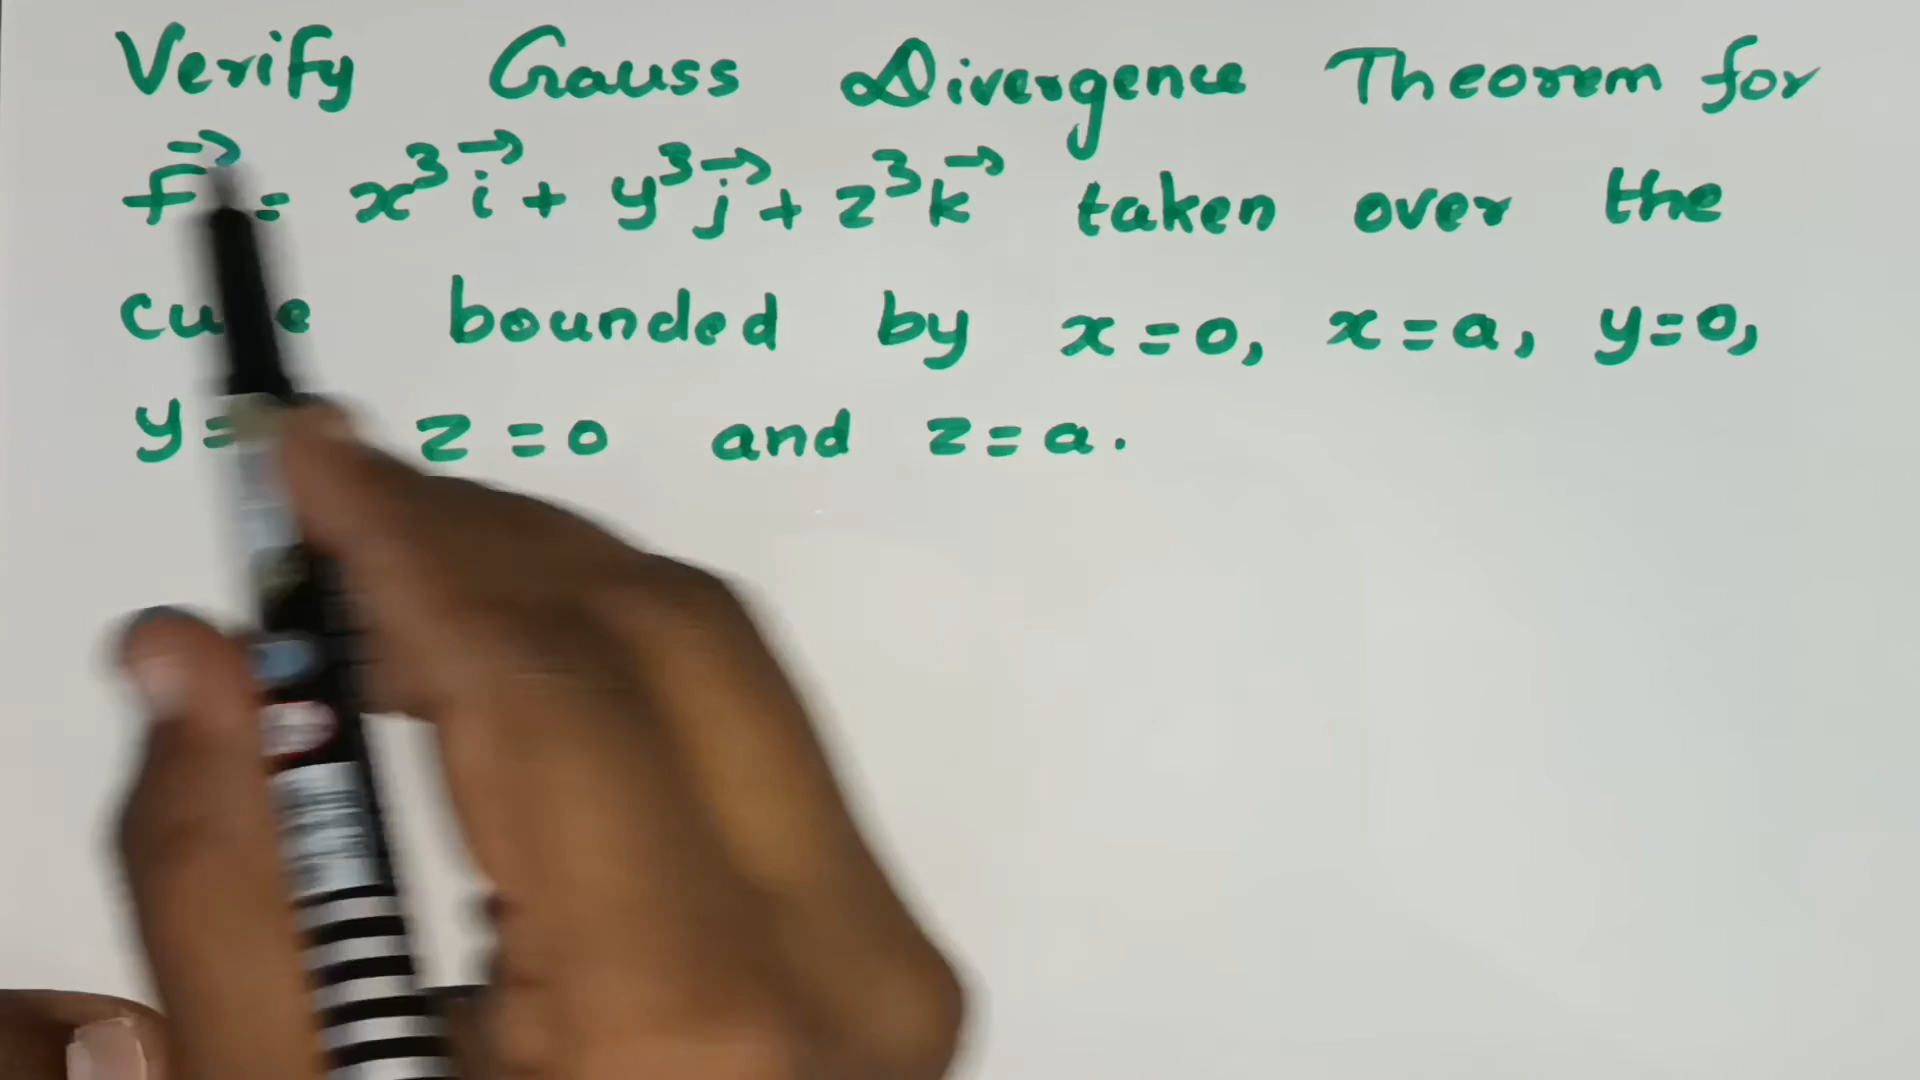 Verify Gauss Divergence Theorem for
F⃗ = x³ i⃗ + y³ j⃗ + z³ k⃗ taken over the
bounded by x=0, x=a, y=0,
y= z=0 and z=a.